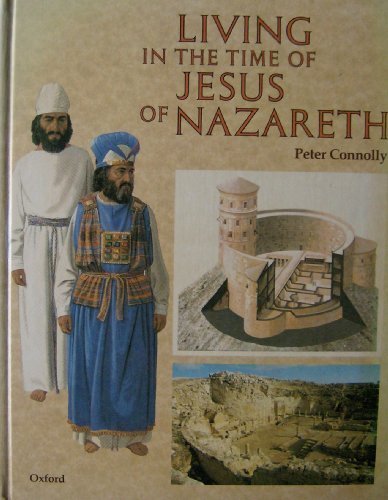 LIVING
IN THE TIME OF
JESUS
OF NAZARETH
Peter Connolly
Oxford